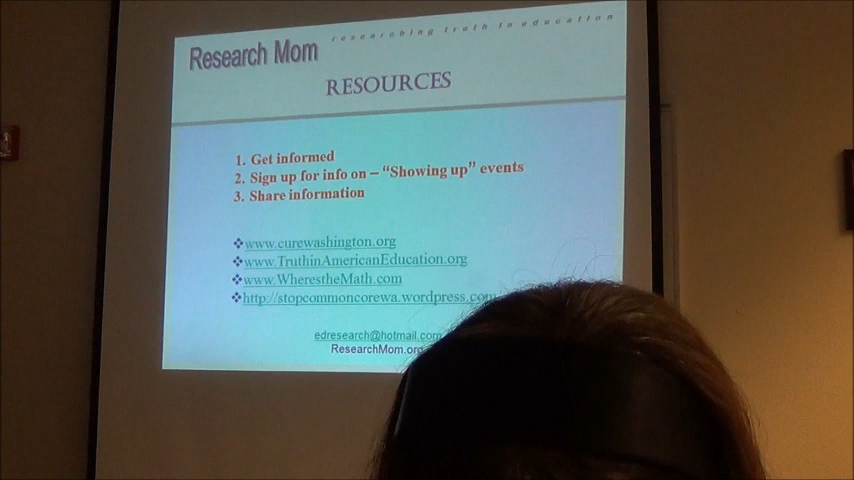 researching truth in education
Research Mom
RESOURCES
1. Get informed
2. Sign up for info on – “Showing up” events
3. Share information
❖www.curewashington.org
❖www.TruthinAmericanEducation.org
❖www.WherestheMath.com
❖http://stopcommoncorewa.wordpress.com
edresearch@hotmail.com
ResearchMom.org